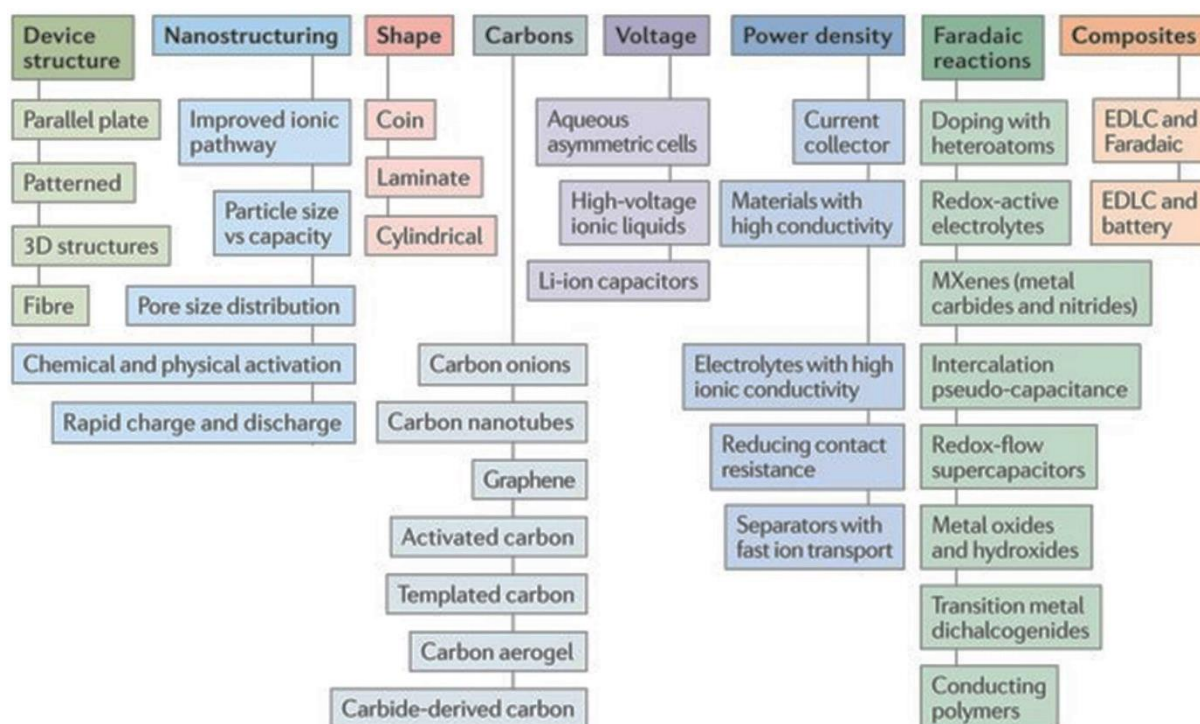 Device
structure
Parallel plate
Patterned
3D structures
Fibre
Nanostructuring
Improved ionic
pathway
Particle size
vs capacity
Pore size distribution
Chemical and physical activation
Rapid charge and discharge
Shape
Coin
Laminate
Cylindrical
Carbons
Carbon onions
Carbon nanotubes
Graphene
Activated carbon
Templated carbon
Carbon aerogel
Carbide-derived carbon
Voltage
Aqueous
asymmetric cells
High-voltage
ionic liquids
Li-ion capacitors
Power density
Current
collector
Materials with
high conductivity
Electrolytes with high
ionic conductivity
Reducing contact
resistance
Separators with
fast ion transport
Faradaic
reactions
Doping with
heteroatoms
Redox-active
electrolytes
MXenes (metal
carbides and nitrides)
Intercalation
pseudo-capacitance
Redox-flow
supercapacitors
Metal oxides
and hydroxides
Transition metal
dichalcogenides
Conducting
polymers
Composites
EDLC and
Faradaic
EDLC and
battery